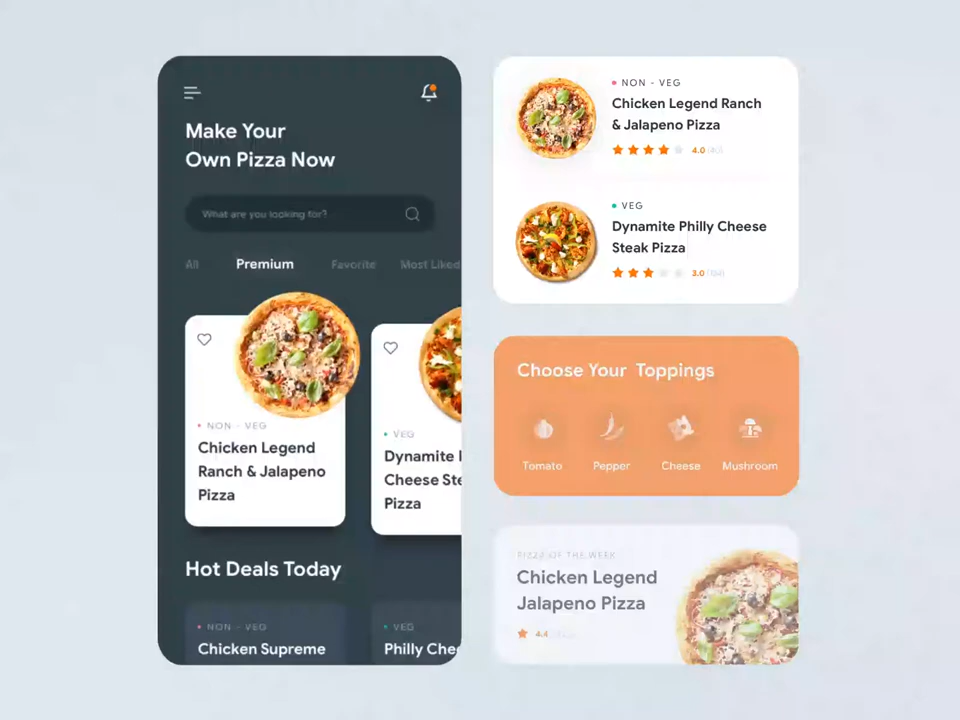 Make Your
Own Pizza Now
What are you looking for?
All
Premium
Favorite
Most Liked
NON - VEG
Chicken Legend
Ranch & Jalapeno
Pizza
VEG
Dynamite
Cheese Ste
Pizza
Hot Deals Today
NON - VEG
Chicken Supreme
VEG
Philly Chee
NON - VEG
Chicken Legend Ranch
& Jalapeno Pizza
4.0
VEG
Dynamite Philly Cheese
Steak Pizza
3.0
Choose Your Toppings
Tomato
Pepper
Cheese
Mushroom
PIZZA OF THE WEEK
Chicken Legend
Jalapeno Pizza
4.4